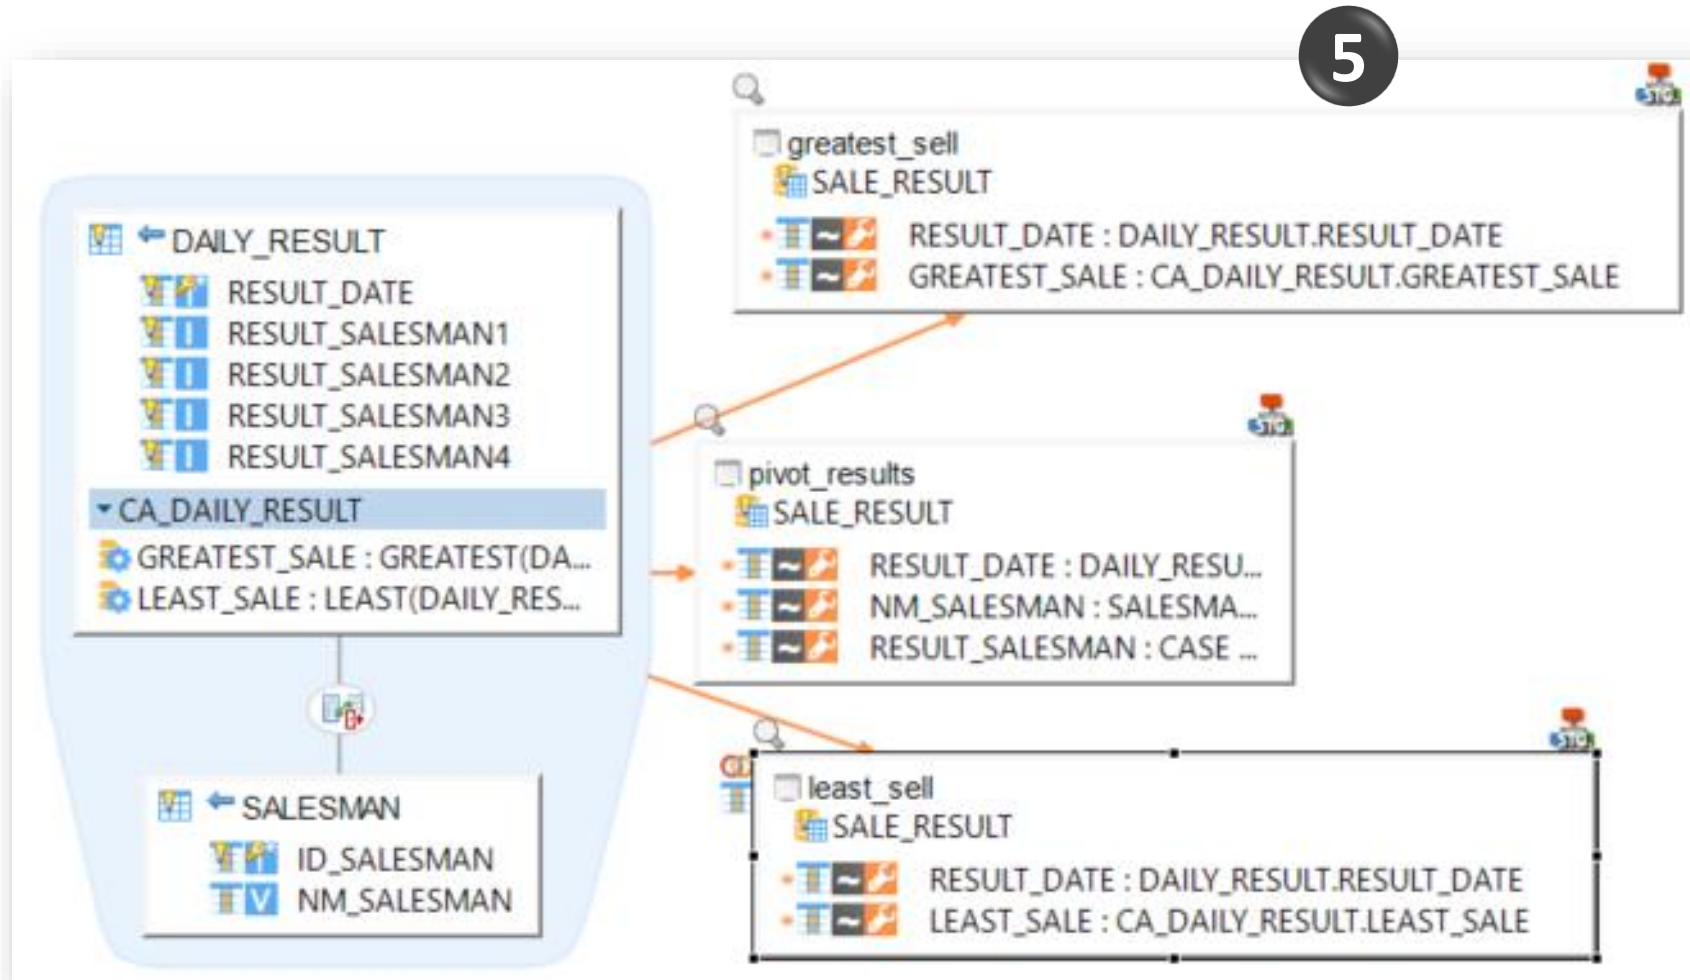 5
greatest_sell
SALE_RESULT
RESULT_DATE : DAILY_RESULT.RESULT_DATE
GREATEST_SALE : CA_DAILY_RESULT.GREATEST_SALE
DAILY_RESULT
RESULT_DATE
RESULT_SALESMAN1
RESULT_SALESMAN2
RESULT_SALESMAN3
RESULT_SALESMAN4
CA_DAILY_RESULT
GREATEST_SALE : GREATEST(DA...
LEAST_SALE : LEAST(DAILY_RES...
pivot_results
SALE_RESULT
RESULT_DATE : DAILY_RESU...
NM_SALESMAN : SALESMA...
RESULT_SALESMAN : CASE ...
SALESMAN
ID_SALESMAN
V NM_SALESMAN
least_sell
SALE_RESULT
RESULT_DATE : DAILY_RESULT.RESULT_DATE
LEAST_SALE : CA_DAILY_RESULT.LEAST_SALE